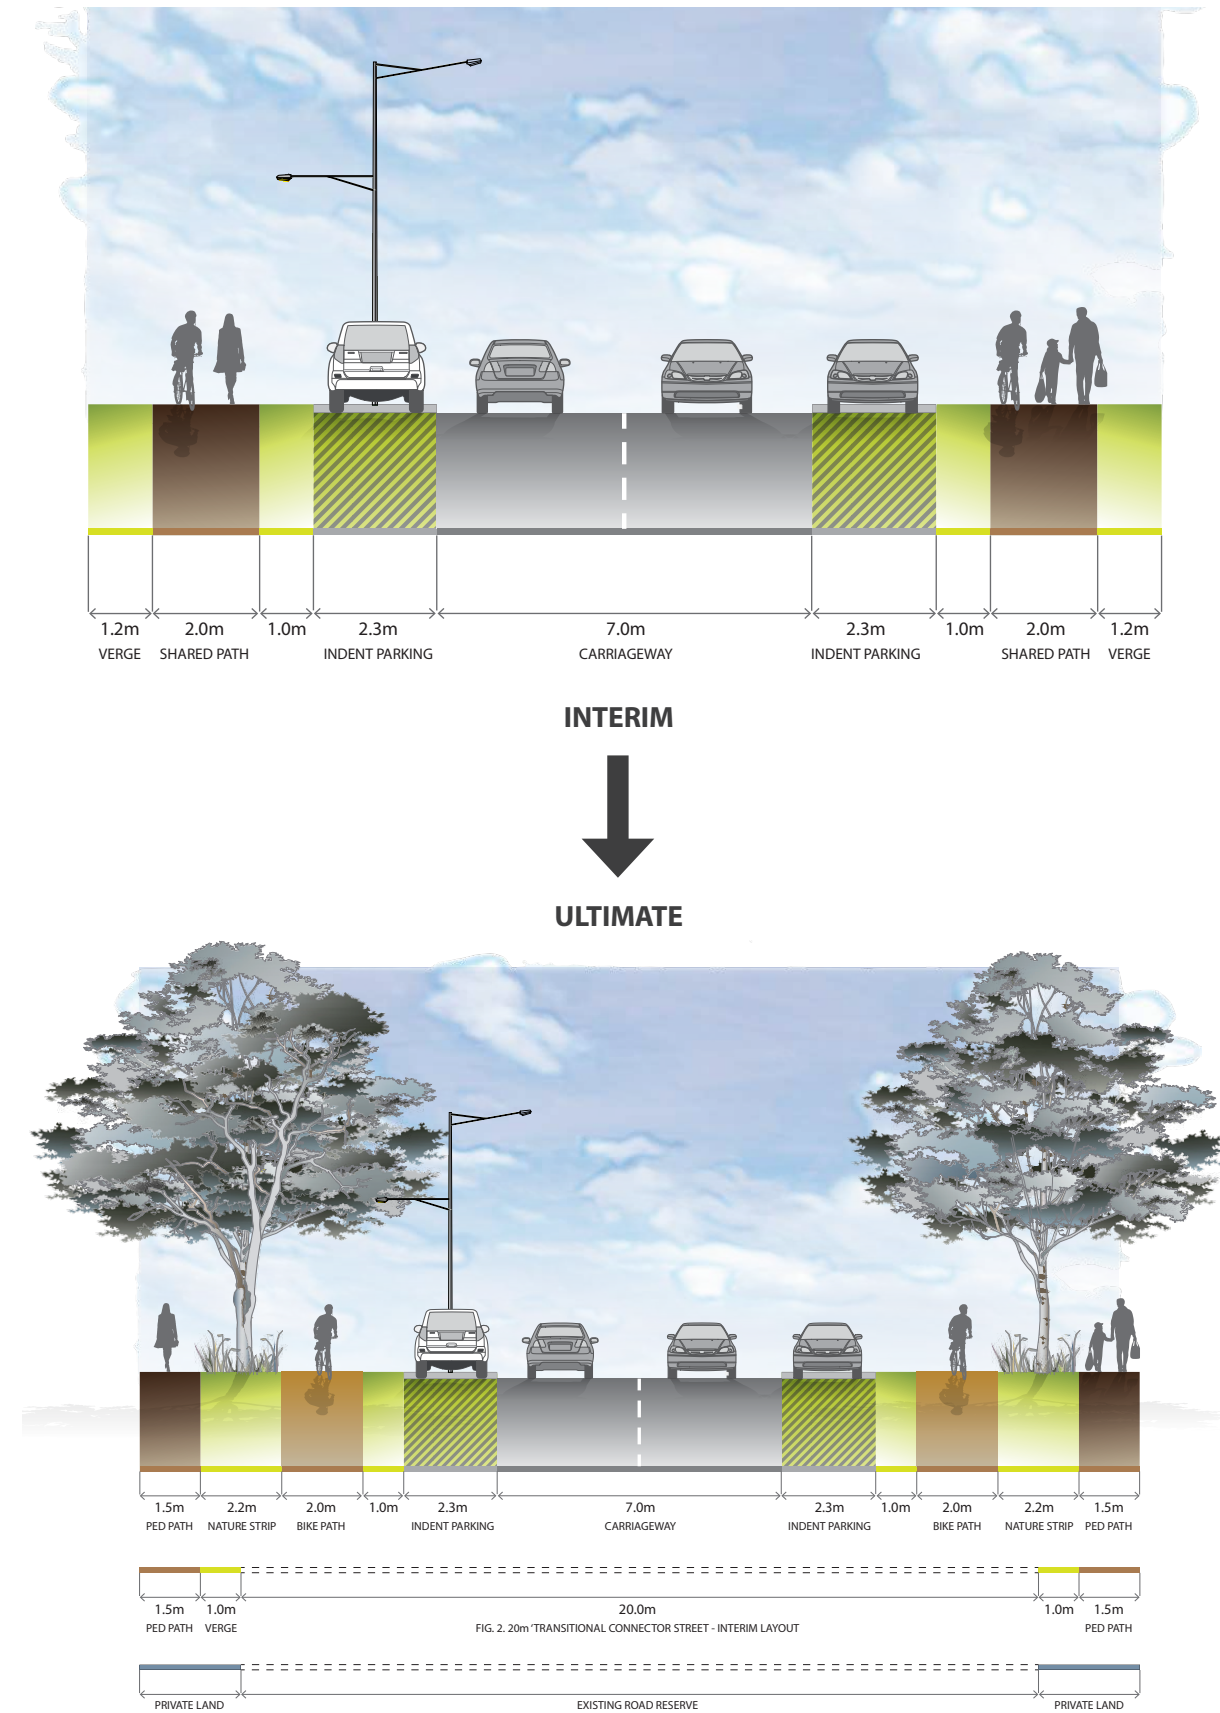 1.2m 2.0m 1.0m 2.3m 7.0m 2.3m 1.0m 2.0m 1.2m
VERGE SHARED PATH INDENT PARKING CARRIAGEWAY INDENT PARKING SHARED PATH VERGE
INTERIM
ULTIMATE
1.5m 2.2m 2.0m 1.0m 2.3m 7.0m 2.3m 1.0m 2.0m 2.2m 1.5m
PED PATH NATURE STRIP BIKE PATH INDENT PARKING CARRIAGEWAY INDENT PARKING BIKE PATH NATURE STRIP PED PATH
1.5m 1.0m 20.0m 1.0m 1.5m
PED PATH VERGE FIG. 2. 20m 'TRANSITIONAL CONNECTOR STREET - INTERIM LAYOUT PED PATH
PRIVATE LAND EXISTING ROAD RESERVE PRIVATE LAND